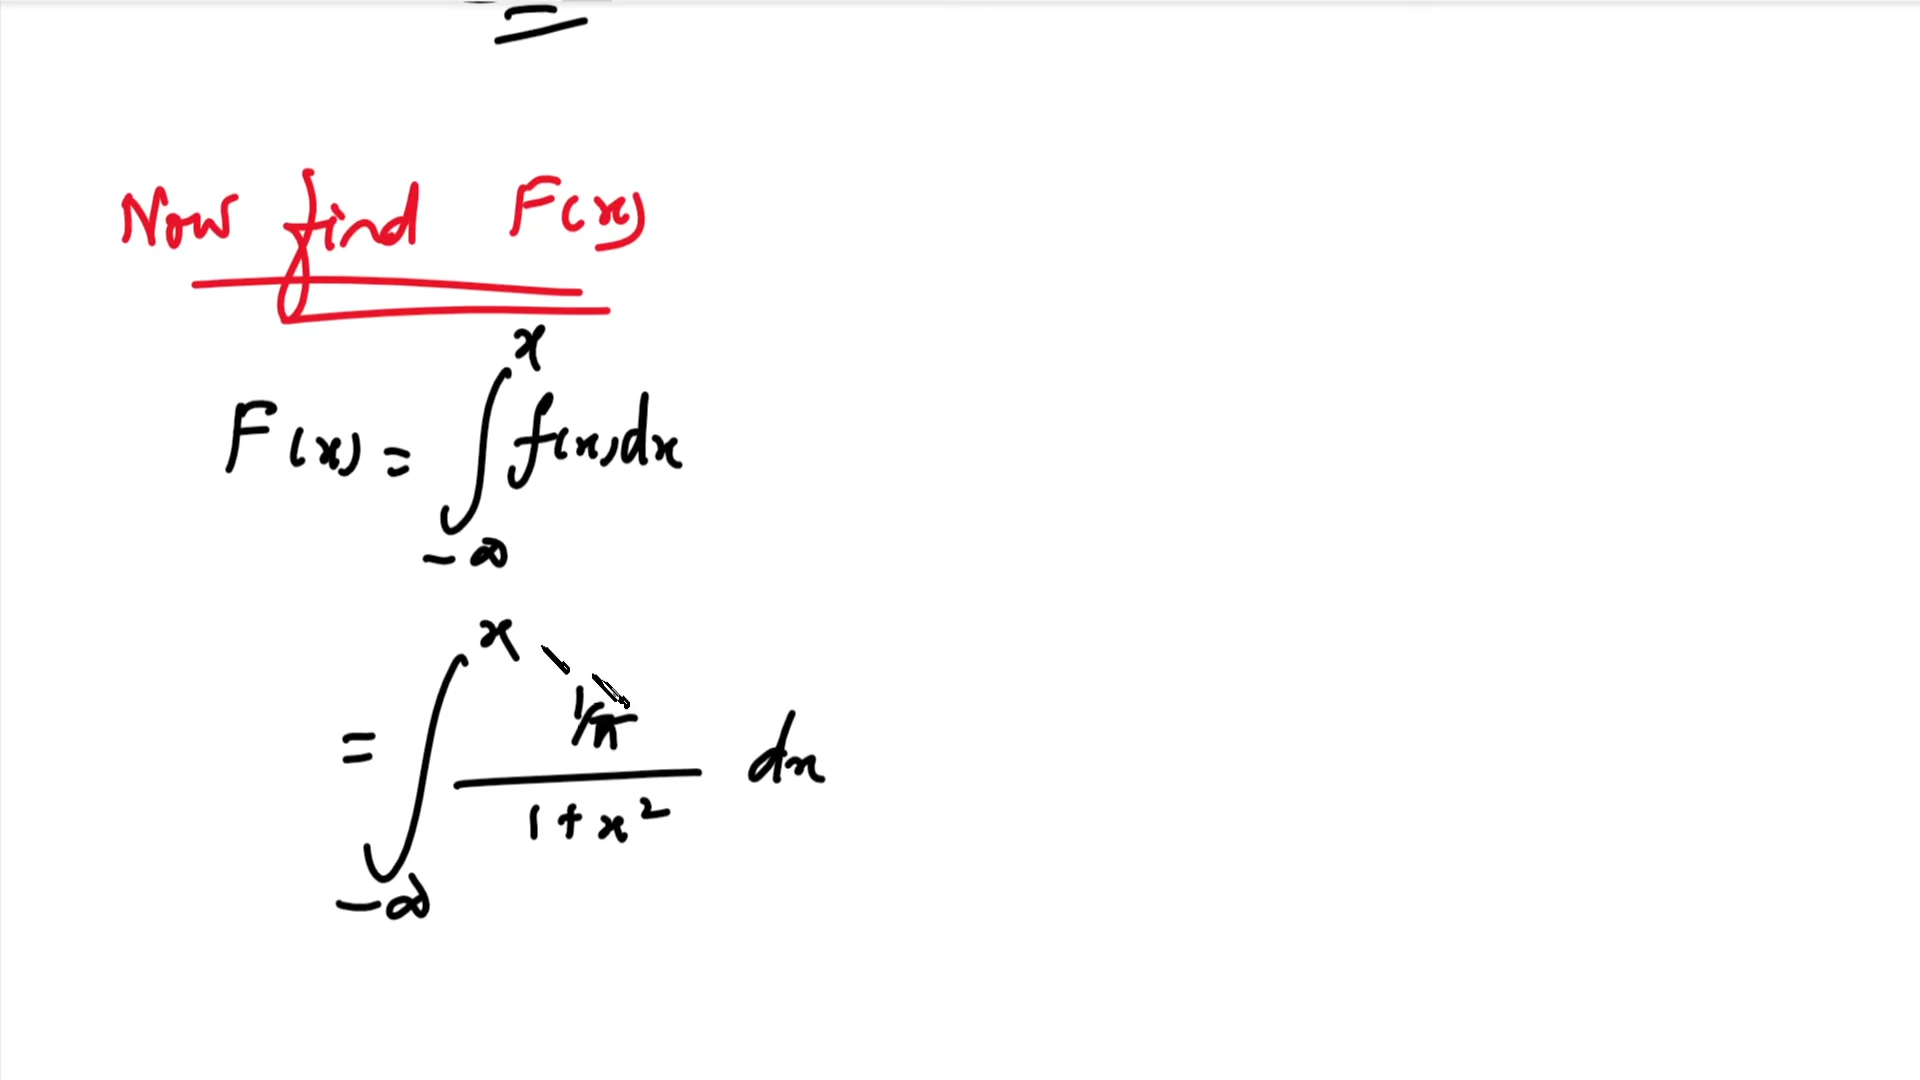 Now find F(x)
F(x) = ∫_{-∞}^{x} f(x)dx
= ∫_{-∞}^{x} (1/π)/(1+x²) dx